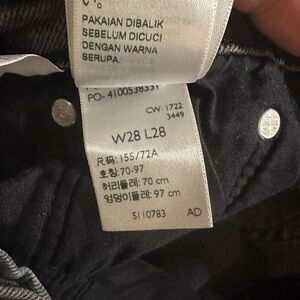 PAKAIAN DIBALIK
SEBELUM DICUCI
DENGAN WARNA
SERUPA.
PO- 4100538331
CW- 1722
3449
W28 L28
尺码: 155/72A
호칭: 70-97
허리둘레: 70 cm
엉덩이둘레: 97 cm
S110783 AD